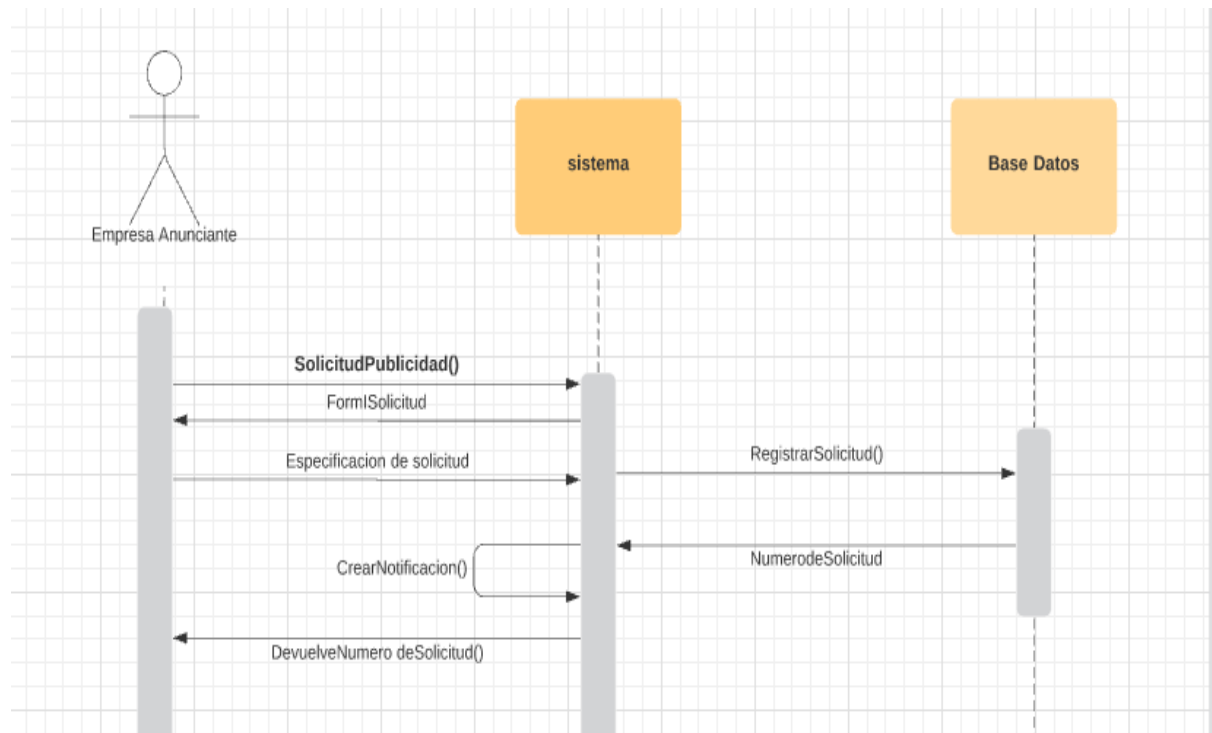 Empresa Anunciante
sistema
Base Datos
SolicitudPublicidad()
FormISolicitud
Especificacion de solicitud
RegistrarSolicitud()
NumerodeSolicitud
CrearNotificacion()
DevuelveNumero deSolicitud()